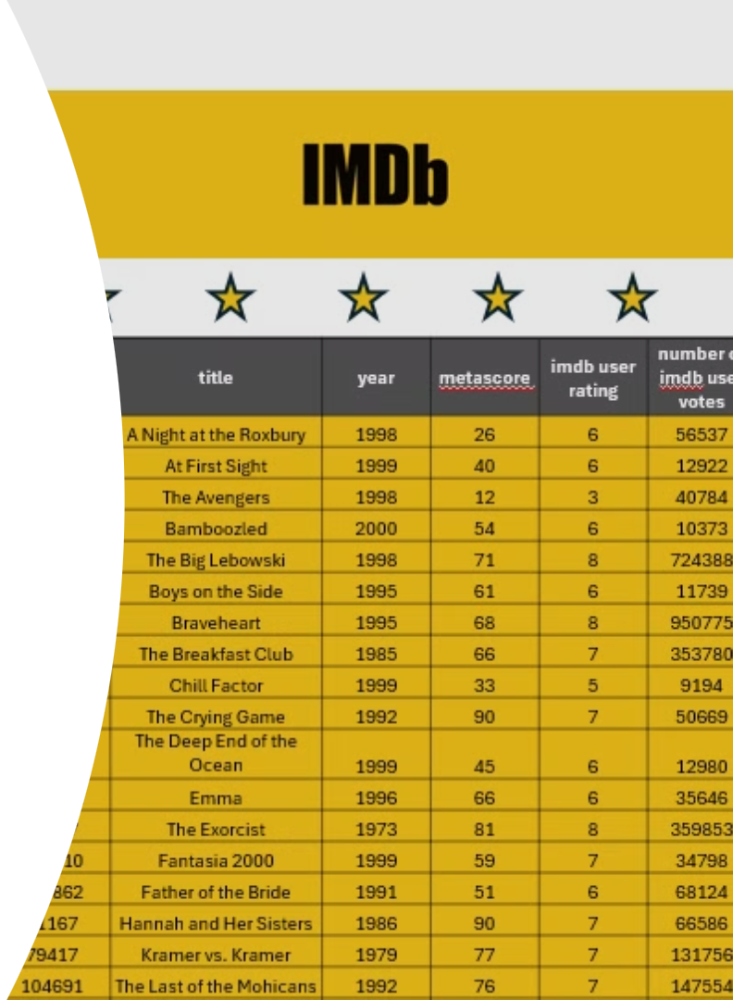 IMDb
title year metascore imdb user rating number imdb votes
A Night at the Roxbury 1998 26 6 56537
At First Sight 1999 40 6 12922
The Avengers 1998 12 3 40784
Bamboozled 2000 54 6 10373
The Big Lebowski 1998 71 8 724388
Boys on the Side 1995 61 6 11739
Braveheart 1995 68 8 950775
The Breakfast Club 1985 66 7 353780
Chill Factor 1999 33 5 9194
The Crying Game 1992 90 7 50669
The Deep End of the
Ocean 1999 45 6 12980
Emma 1996 66 6 35646
The Exorcist 1973 81 8 359853
10 Fantasia 2000 1999 59 7 34798
862 Father of the Bride 1991 51 6 68124
1167 Hannah and Her Sisters 1986 90 7 66586
79417 Kramer vs. Kramer 1979 77 7 131756
104691 The Last of the Mohicans 1992 76 7 147554